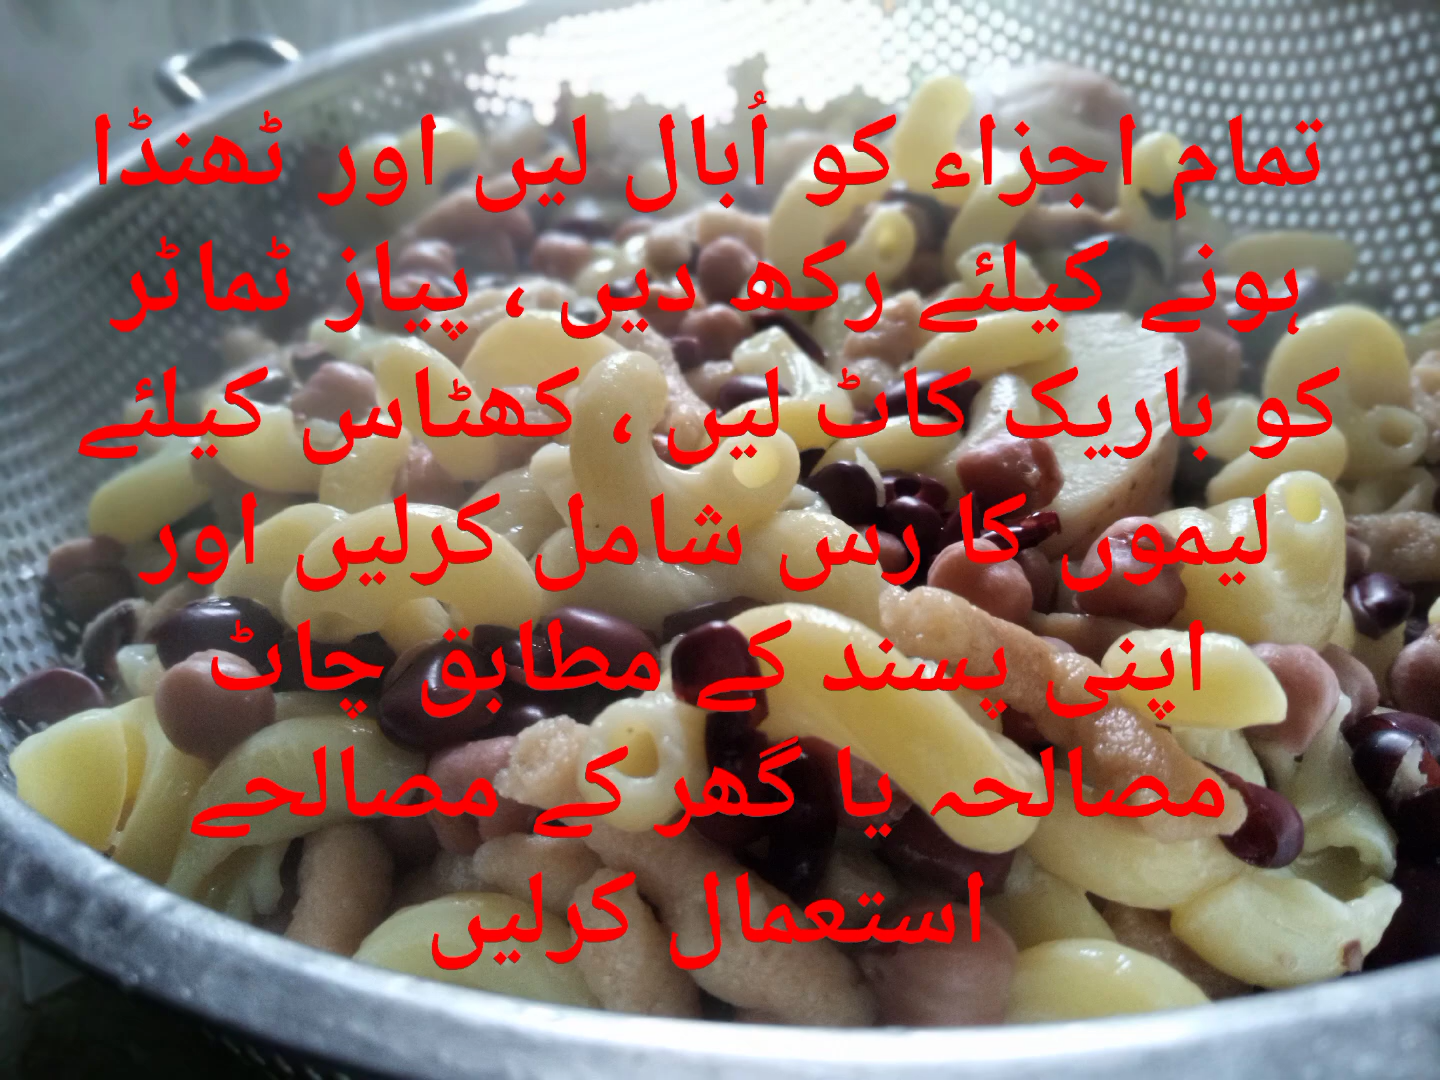 تمام اجزاء کو اُبال لیں اور ٹھنڈا
ہونے کیلئے رکھ دیں ، پیاز ٹماٹر
کو باریک کاٹ لیں ، کھٹاس کیلئے
لیموں کا رس شامل کرلیں اور
اپنی پسند کے مطابق چاٹ
مصالحہ یا گھر کے مصالحے
استعمال کرلیں